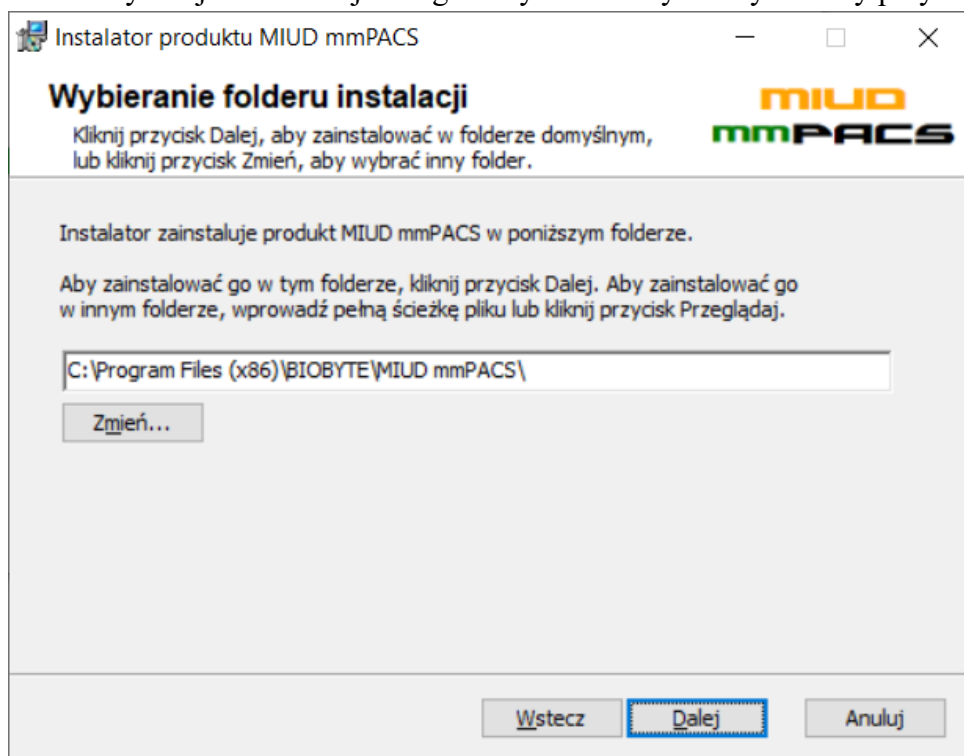 Instalator produktu MIUD mmPACS
Wybieranie folderu instalacji
Kliknij przycisk Dalej, aby zainstalować w folderze domyślnym,
lub kliknij przycisk Zmień, aby wybrać inny folder.
MIUD
mmPACS
Instalator zainstaluje produkt MIUD mmPACS w poniższym folderze.
Aby zainstalować go w tym folderze, kliknij przycisk Dalej. Aby zainstalować go
w innym folderze, wprowadź pełną ścieżkę pliku lub kliknij przycisk Przeglądaj.
C:\Program Files (x86)\BIOBYTE\MIUD mmPACS\
Zmień...
Wstecz
Dalej
Anuluj